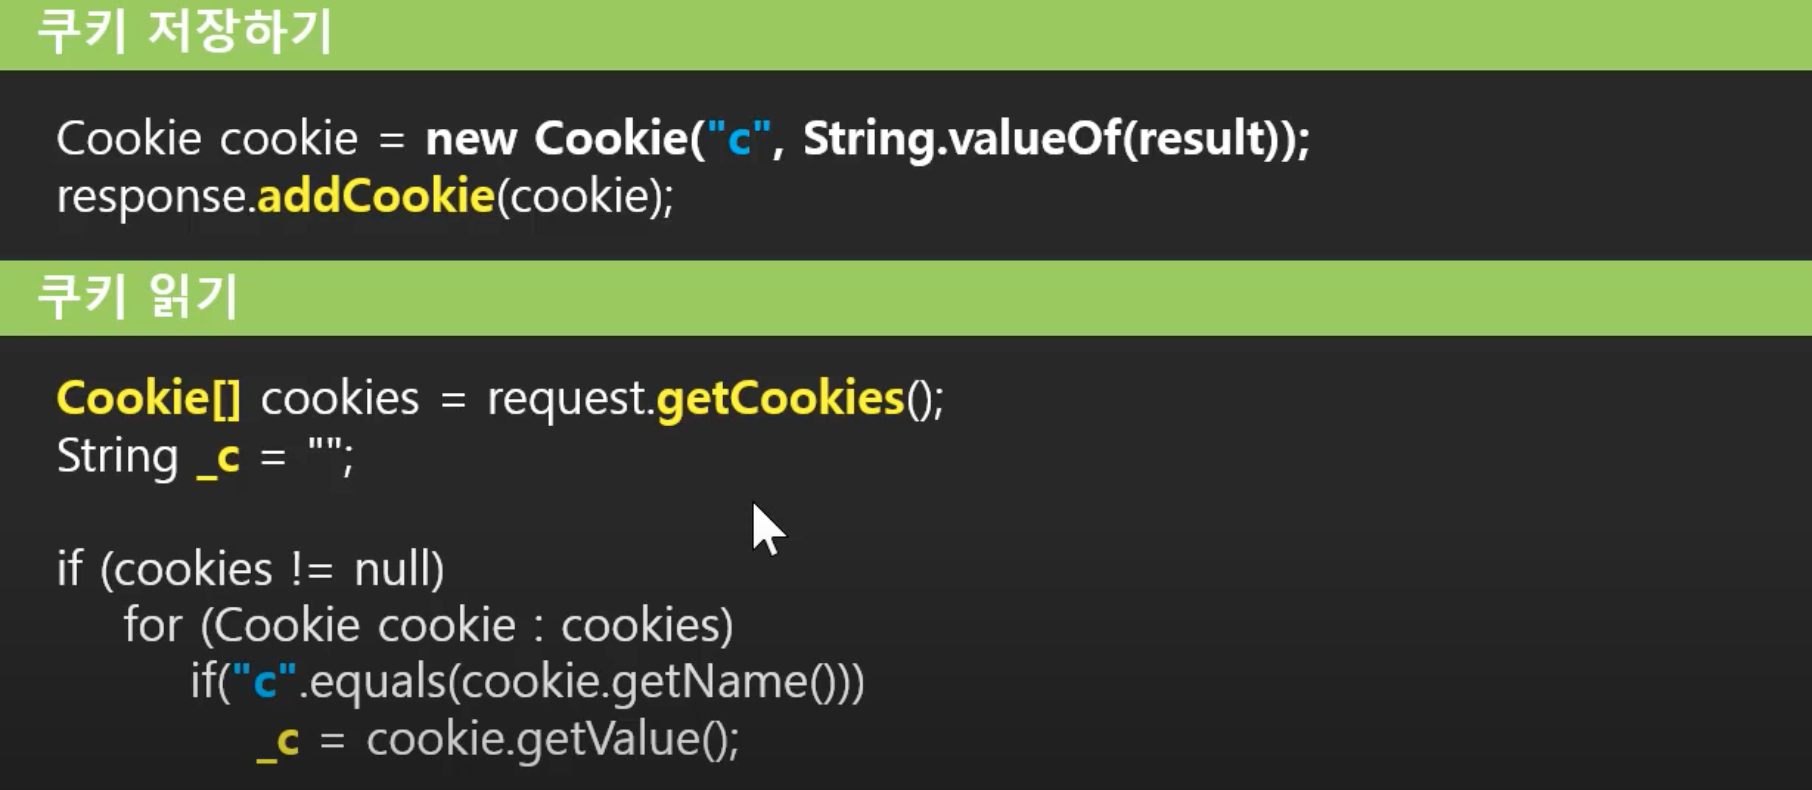 쿠키 저장하기
Cookie cookie = new Cookie("c", String.valueOf(result));
response.addCookie(cookie);
쿠키 읽기
Cookie[] cookies = request.getCookies();
String _c = "";
if (cookies != null)
for (Cookie cookie : cookies)
if("c".equals(cookie.getName()))
_c = cookie.getValue();